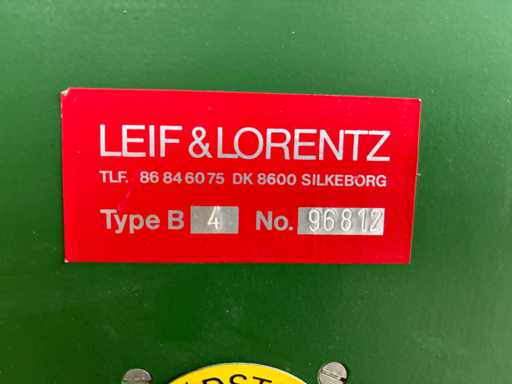 LEIF & LORENTZ
TLF. 86 84 60 75 DK 8600 SILKEBORG
Type B 4 No. 96812